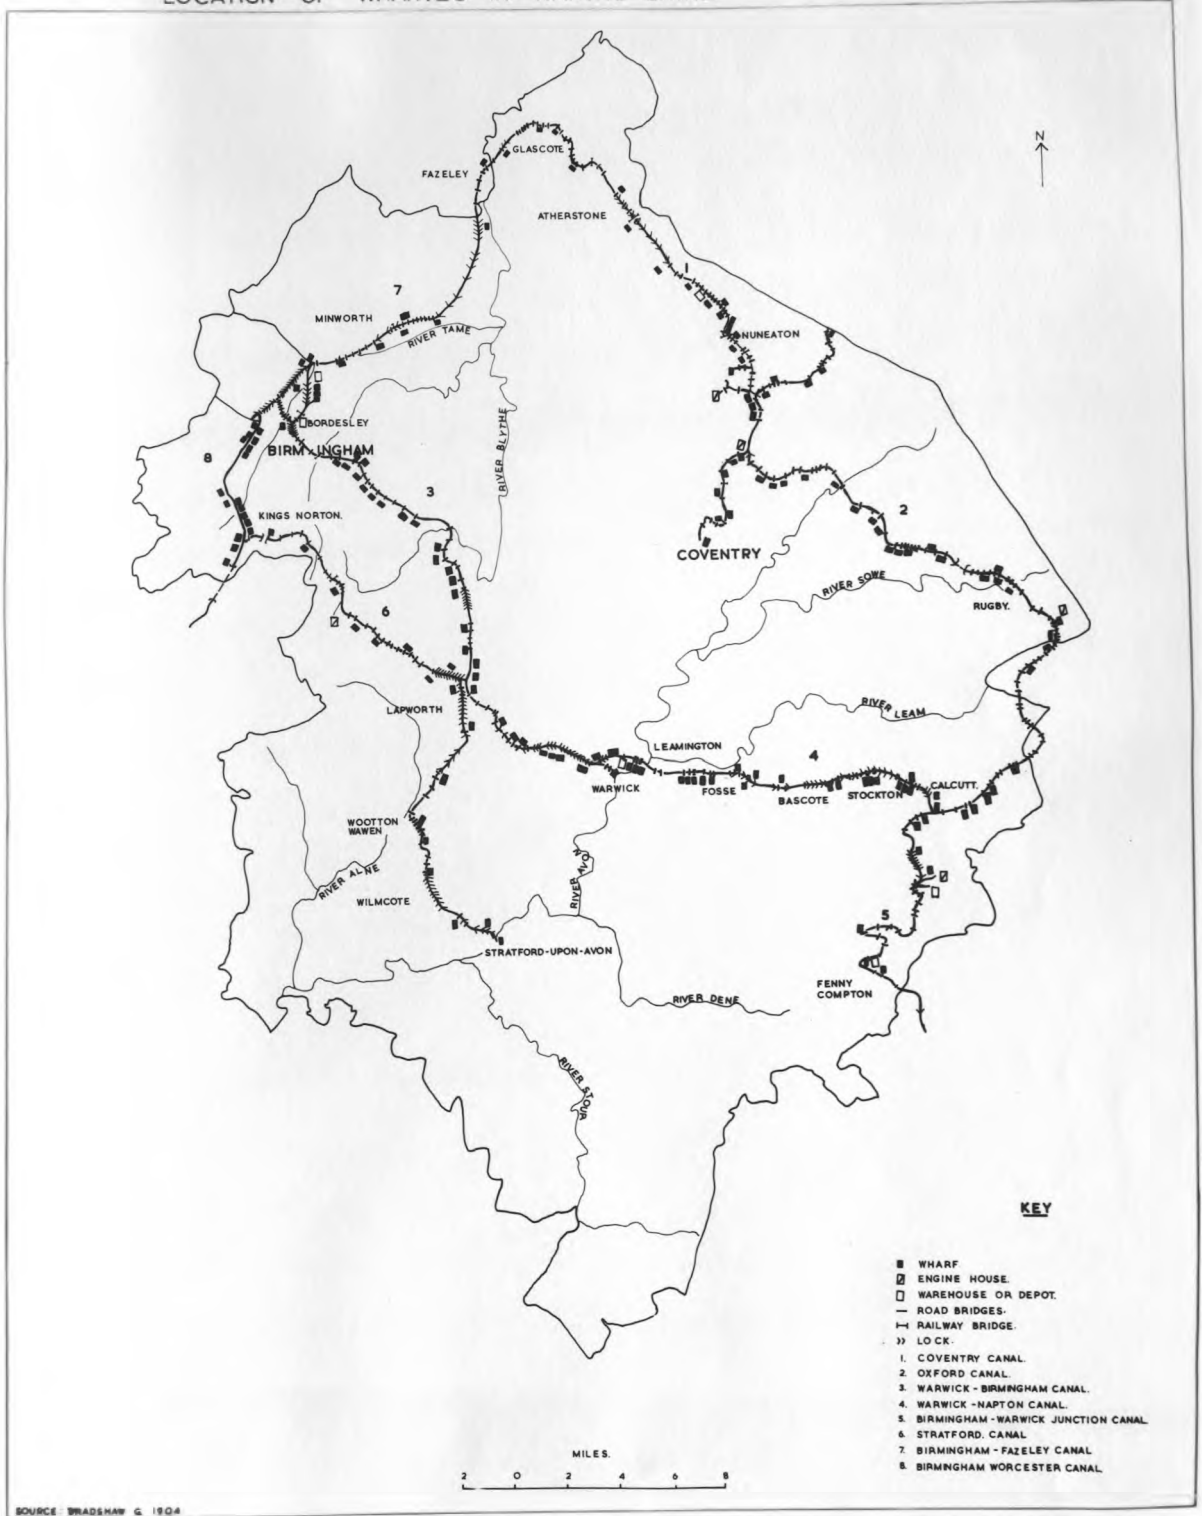 LOCATION OF
N
GLASCOTE
FAZELEY
ATHERSTONE
1
7
MINWORTH
RIVER TAME
NUNEATON
BORDESLEY
RIVER BLYTHE
BIRMINGHAM
8
3
2
KINGS NORTON.
COVENTRY
RIVER SOWE
RUGBY.
6
LAPWORTH
RIVER LEAM
LEAMINGTON
4
WARWICK
FOSSE
BASCOTE
STOCKTON
CALCUTT.
WOOTTON
WAWEN
RIVER ALNE
RIVER AVON
WILMCOTE
5
STRATFORD-UPON-AVON
FENNY
COMPTON
RIVER DENE
RIVER STOUR
KEY
WHARF
ENGINE HOUSE.
WAREHOUSE OR DEPOT.
ROAD BRIDGES.
RAILWAY BRIDGE.
LOCK.
1. COVENTRY CANAL.
2. OXFORD CANAL.
3. WARWICK - BIRMINGHAM CANAL.
4. WARWICK - NAPTON CANAL.
5. BIRMINGHAM - WARWICK JUNCTION CANAL
6. STRATFORD. CANAL
7. BIRMINGHAM - FAZELEY CANAL
8. BIRMINGHAM WORCESTER CANAL
MILES.
2 0 2 4 6 8
SOURCE: BRADSHAW G. 1904